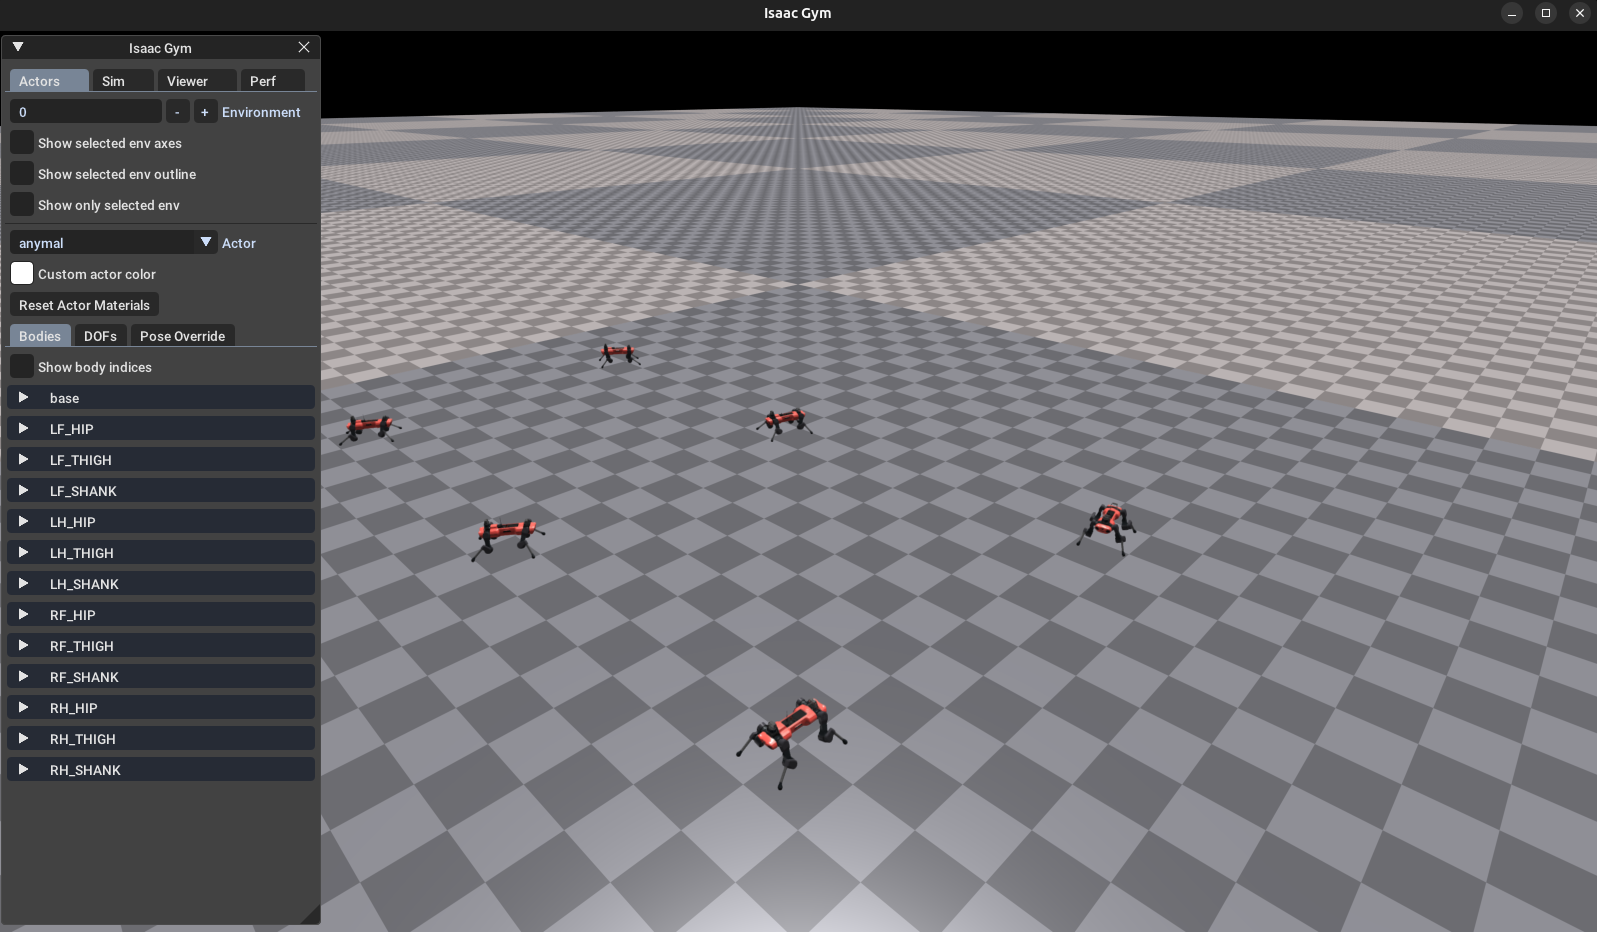 Isaac Gym
Isaac Gym
Actors Sim Viewer Perf
0 - + Environment
Show selected env axes
Show selected env outline
Show only selected env
anymal Actor
Custom actor color
Reset Actor Materials
Bodies DOFs Pose Override
Show body indices
base
LF_HIP
LF_THIGH
LF_SHANK
LH_HIP
LH_THIGH
LH_SHANK
RF_HIP
RF_THIGH
RF_SHANK
RH_HIP
RH_THIGH
RH_SHANK